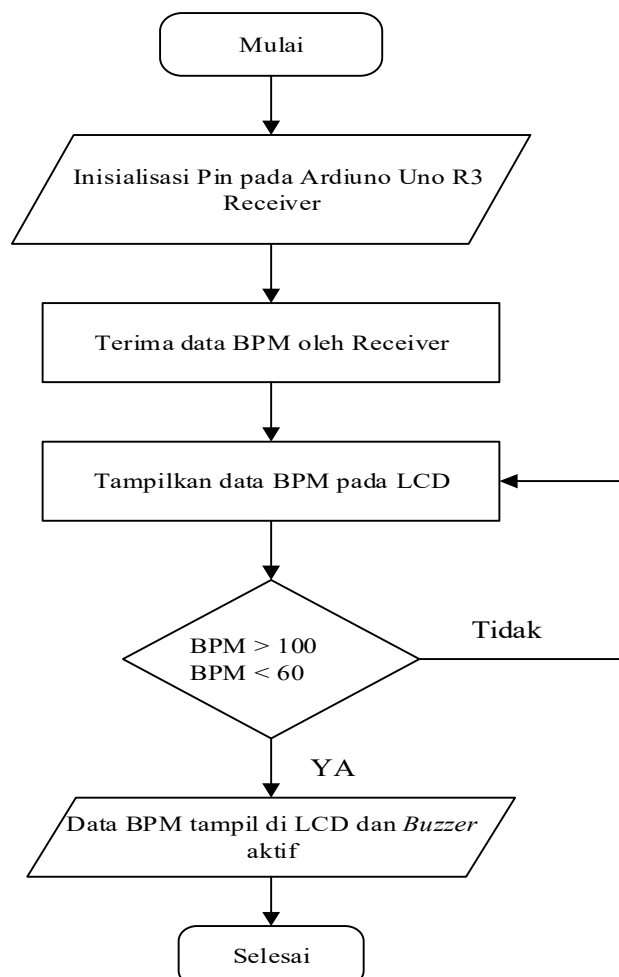 Mulai
Inisialisasi Pin pada Ardiuno Uno R3
Receiver
Terima data BPM oleh Receiver
Tampilkan data BPM pada LCD
BPM > 100
BPM < 60
Tidak
YA
Data BPM tampil di LCD dan Buzzer
aktif
Selesai